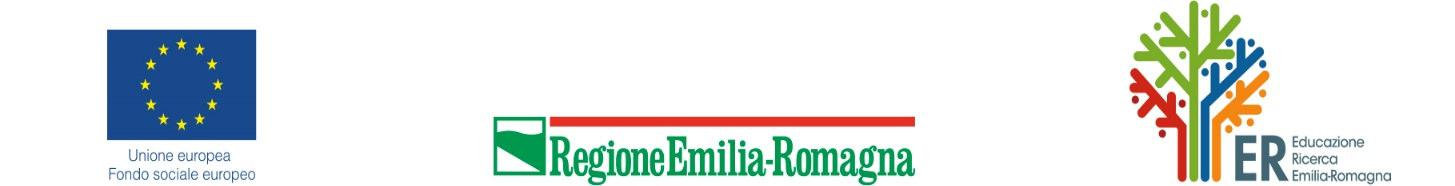 Unione europea
Fondo sociale europeo
RegioneEmilia-Romagna
ER
Educazione
Ricerca
Emilia-Romagna